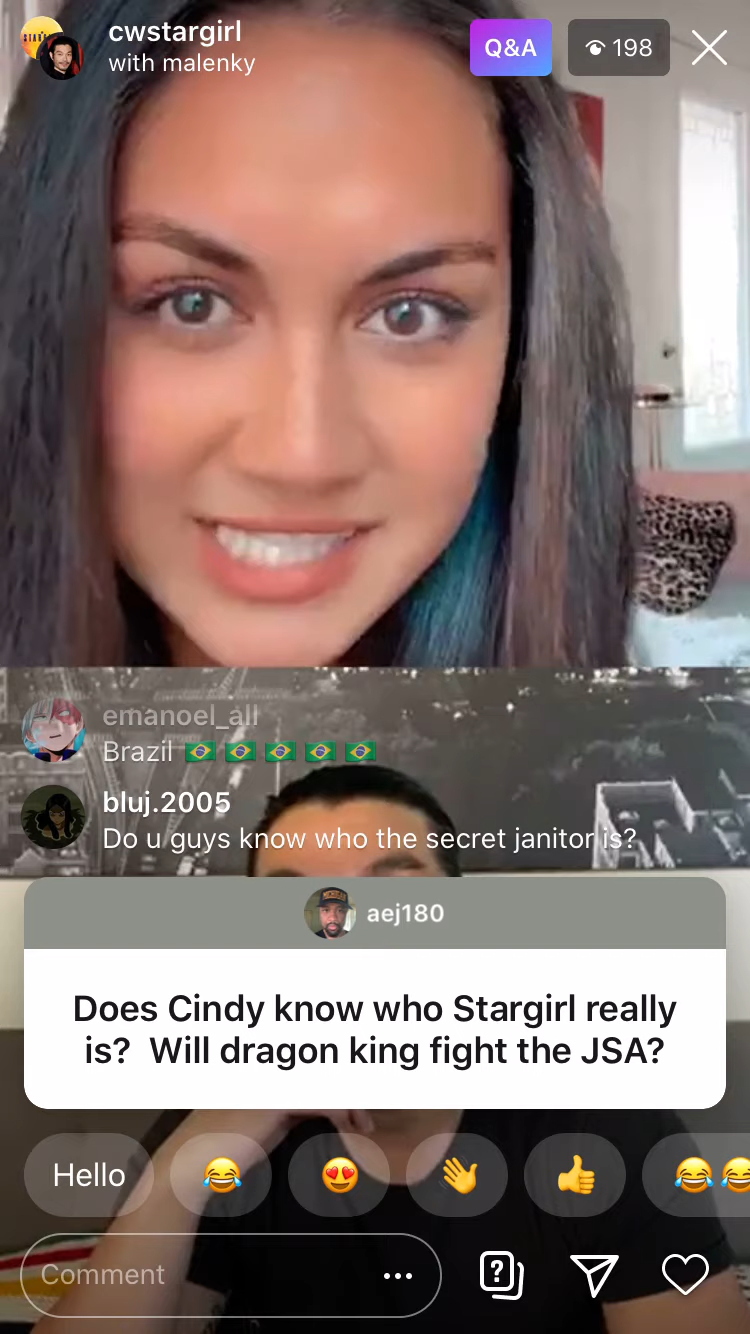 cwstargirl
with malenky
Q&A
198
emanoel_all
Brazil 🇧🇷 🇧🇷 🇧🇷 🇧🇷 🇧🇷
bluj.2005
Do u guys know who the secret janitor is?
aej180
Does Cindy know who Stargirl really
is? Will dragon king fight the JSA?
Hello 😂 😍 👋 👍 😂😂
Comment